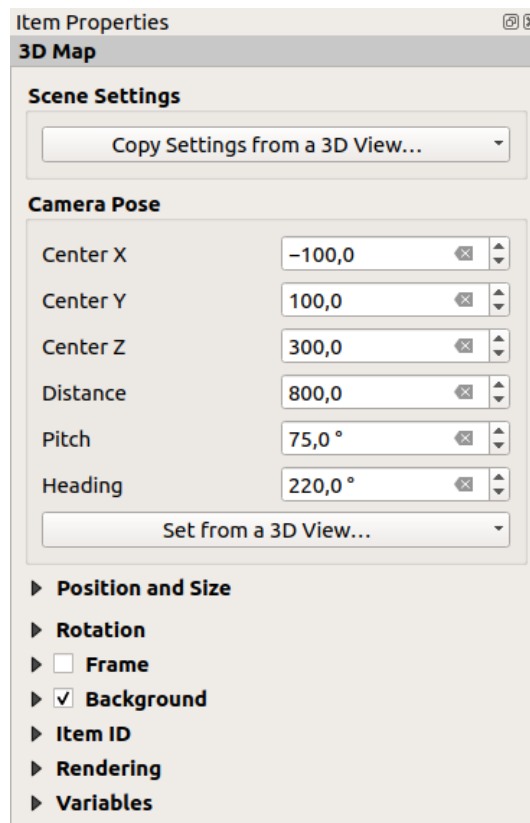 Item Properties
3D Map
Scene Settings
Copy Settings from a 3D View…
Camera Pose
Center X −100,0
Center Y 100,0
Center Z 300,0
Distance 800,0
Pitch 75,0 °
Heading 220,0 °
Set from a 3D View…
Position and Size
Rotation
Frame
Background
Item ID
Rendering
Variables